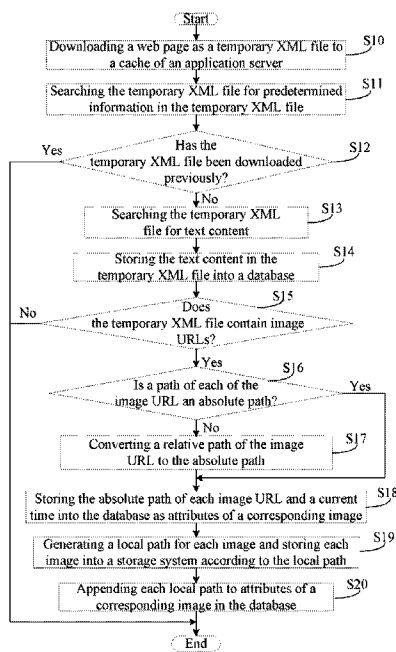 Start
Downloading a web page as a temporary XML file to
a cache of an application server
S10
Searching the temporary XML file for predetermined
information in the temporary XML file
S11
Has the
temporary XML file been downloaded
previously?
S12
Yes
No
Searching the temporary XML
file for text content
S13
Storing the text content in the
temporary XML file into a database
S14
Does
the temporary XML file contain image
URLs?
S15
No
Yes
Is a path of each of the
image URL an absolute path?
S16
Yes
No
Converting a relative path of the image
URL to the absolute path
S17
Storing the absolute path of each image URL and a current
time into the database as attributes of a corresponding image
S18
Generating a local path for each image and storing each
image into a storage system according to the local path
S19
Appending each local path to attributes of a
corresponding image in the database
S20
End